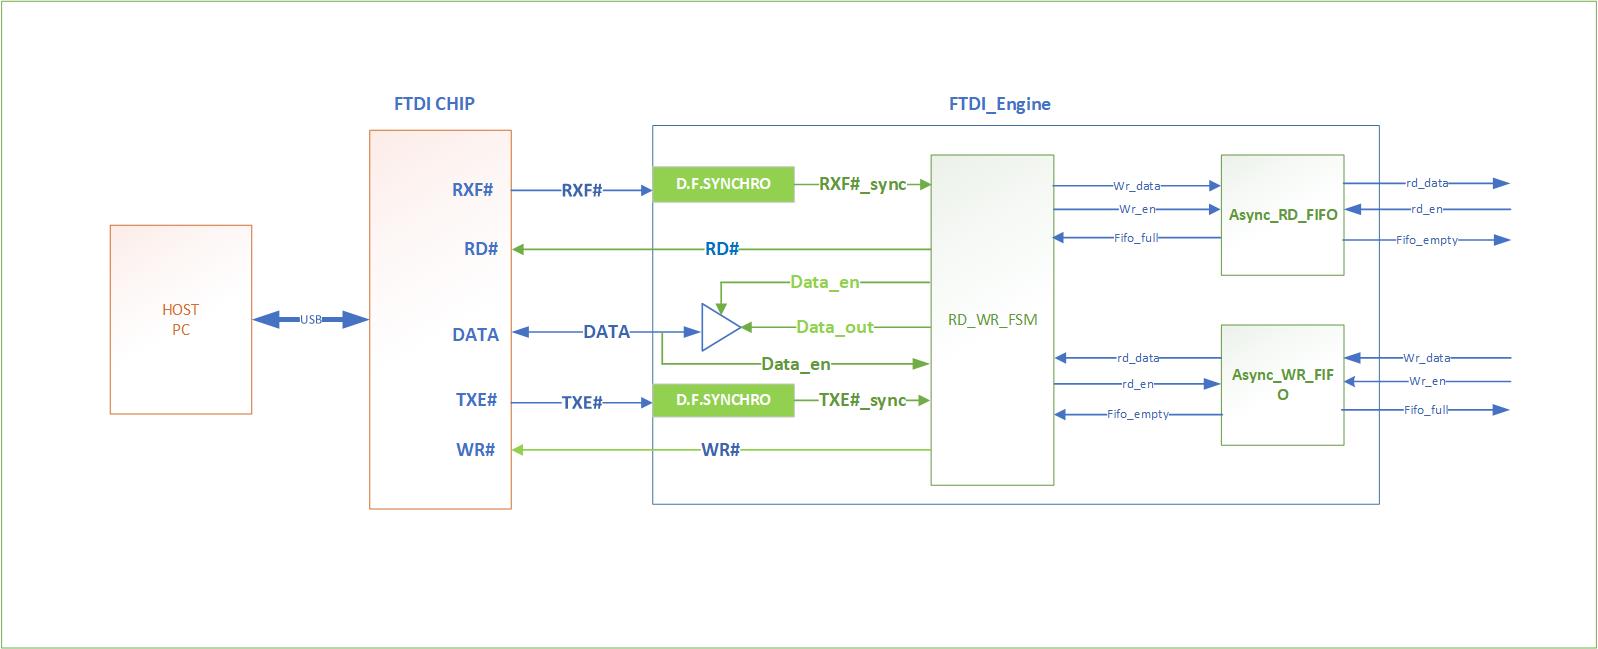 FTDI CHIP
FTDI_Engine
RXF#
RXF#
D.F.SYNCHRO
RXF#_sync
Wr_data
Wr_en
Fifo_full
Async_RD_FIFO
rd_data
rd_en
Fifo_empty
RD#
RD#
HOST
PC
USB
Data_en
DATA
DATA
Data_out
Data_en
RD_WR_FSM
rd_data
rd_en
Fifo_empty
Async_WR_FIF
O
Wr_data
Wr_en
Fifo_full
TXE#
TXE#
D.F.SYNCHRO
TXE#_sync
WR#
WR#